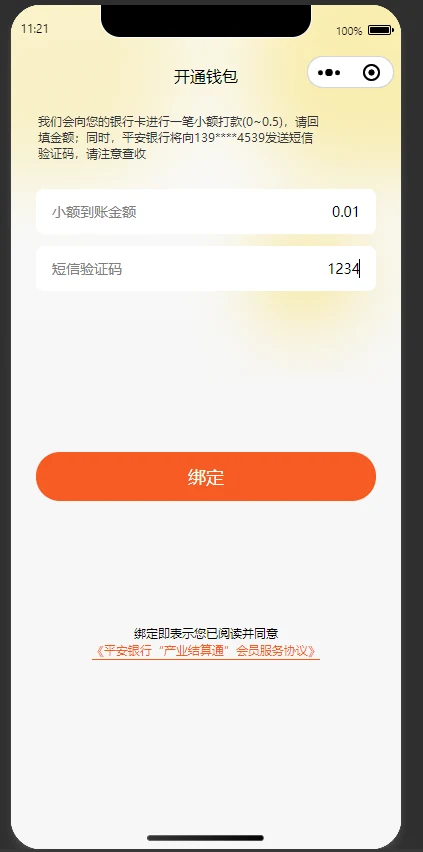 11:21
100%
开通钱包
我们会向您的银行卡进行一笔小额打款(0~0.5)，请回
填金额；同时，平安银行将向139****4539发送短信
验证码，请注意查收
小额到账金额 0.01
短信验证码 1234
绑定
绑定即表示您已阅读并同意
《平安银行“产业结算通”会员服务协议》